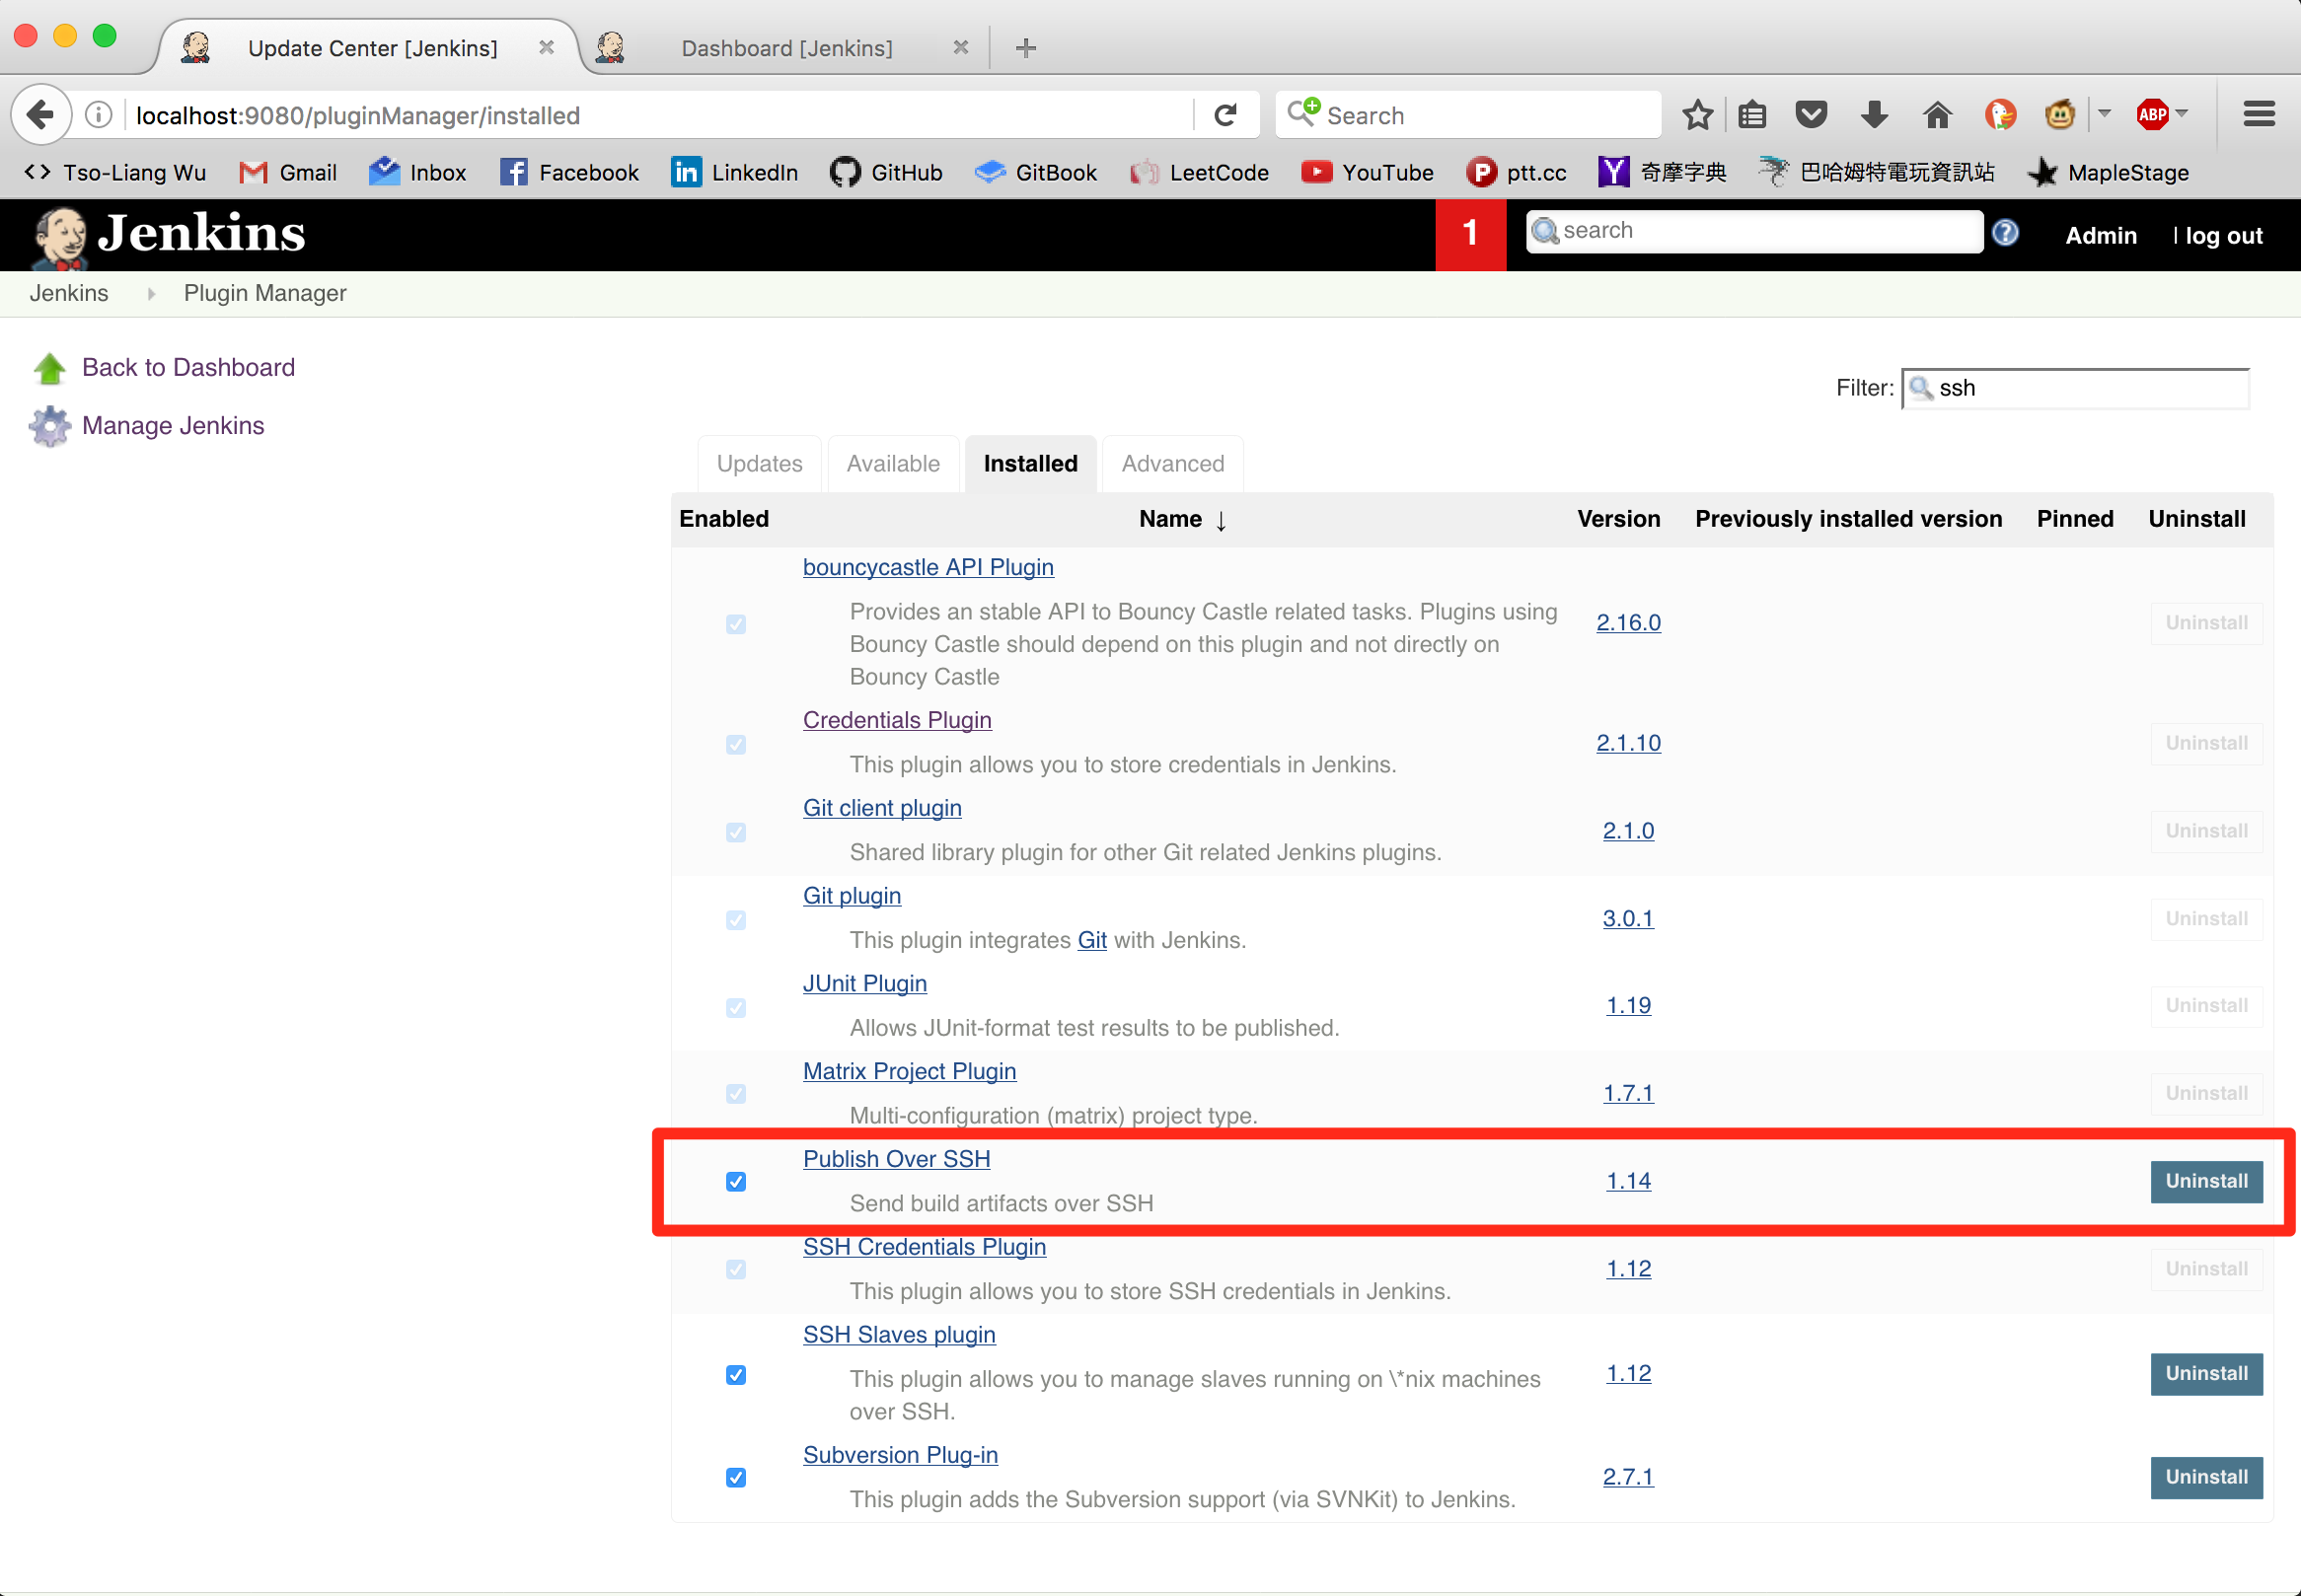 Update Center [Jenkins]
Dashboard [Jenkins]
localhost:9080/pluginManager/installed
Search
ABP
Tso-Liang Wu
Gmail
Inbox
Facebook
LinkedIn
GitHub
GitBook
LeetCode
YouTube
ptt.cc
奇摩字典
巴哈姆特電玩資訊站
MapleStage
Jenkins
1
search
Admin
| log out
Jenkins
Plugin Manager
Back to Dashboard
Manage Jenkins
Filter: ssh
Updates
Available
Installed
Advanced
Enabled
Name ↓
Version
Previously installed version
Pinned
Uninstall
bouncycastle API Plugin
Provides an stable API to Bouncy Castle related tasks. Plugins using
Bouncy Castle should depend on this plugin and not directly on
Bouncy Castle
2.16.0
Uninstall
Credentials Plugin
This plugin allows you to store credentials in Jenkins.
2.1.10
Uninstall
Git client plugin
Shared library plugin for other Git related Jenkins plugins.
2.1.0
Uninstall
Git plugin
This plugin integrates Git with Jenkins.
3.0.1
Uninstall
JUnit Plugin
Allows JUnit-format test results to be published.
1.19
Uninstall
Matrix Project Plugin
Multi-configuration (matrix) project type.
1.7.1
Uninstall
Publish Over SSH
Send build artifacts over SSH
1.14
Uninstall
SSH Credentials Plugin
This plugin allows you to store SSH credentials in Jenkins.
1.12
Uninstall
SSH Slaves plugin
This plugin allows you to manage slaves running on \*nix machines
over SSH.
1.12
Uninstall
Subversion Plug-in
This plugin adds the Subversion support (via SVNKit) to Jenkins.
2.7.1
Uninstall